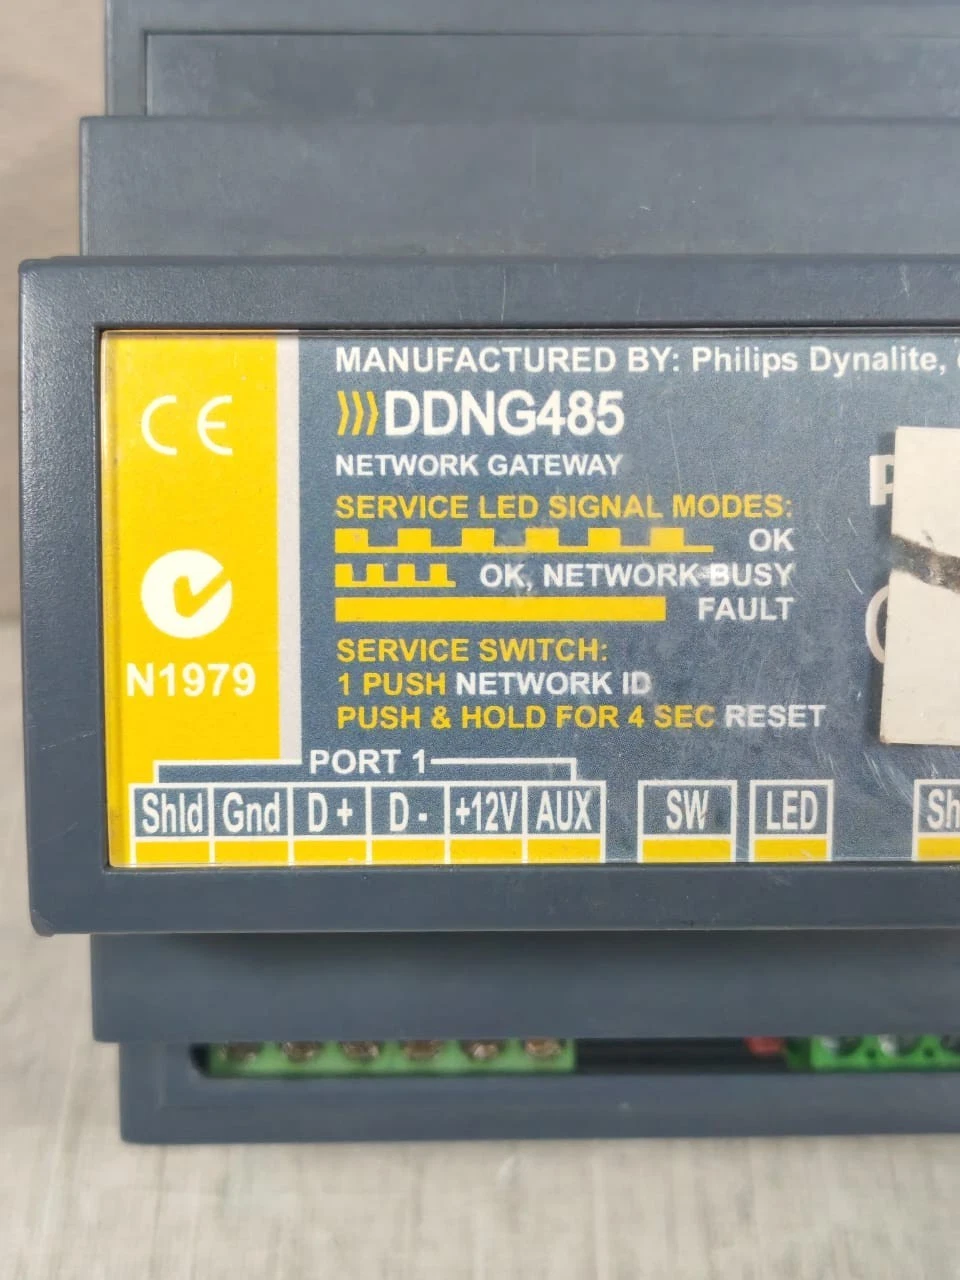 MANUFACTURED BY: Philips Dynalite,
CE
DDNG485
NETWORK GATEWAY
SERVICE LED SIGNAL MODES:
OK
OK, NETWORK BUSY
FAULT
N1979
SERVICE SWITCH:
1 PUSH NETWORK ID
PUSH & HOLD FOR 4 SEC RESET
PORT 1
Shld Gnd D + D - +12V AUX SW LED Sh